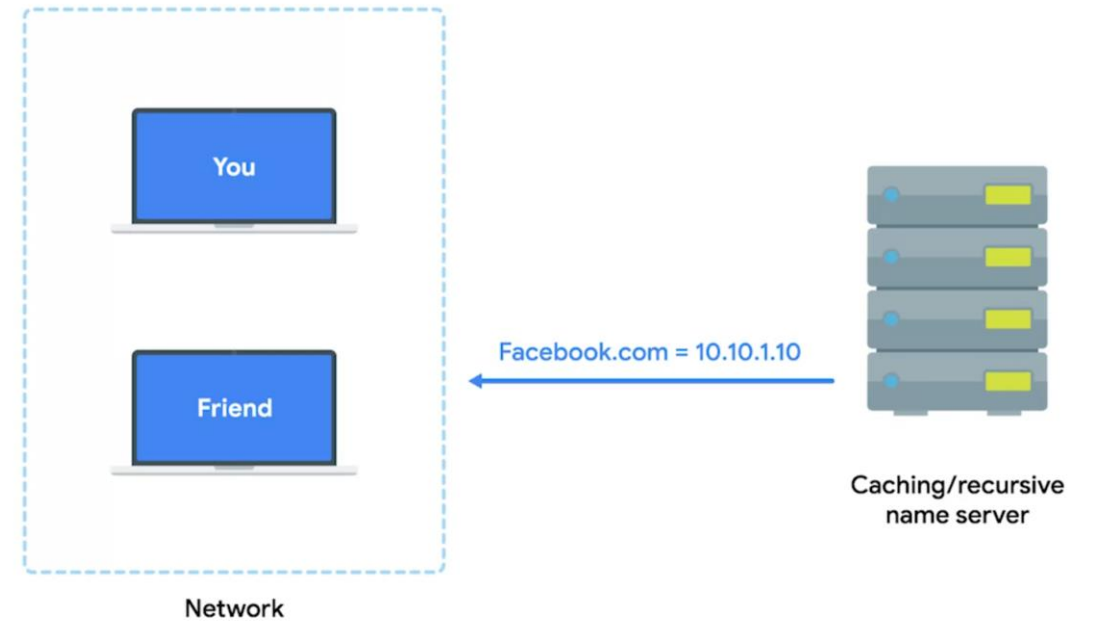 You
Friend
Facebook.com = 10.10.1.10
Caching/recursive
name server
Network